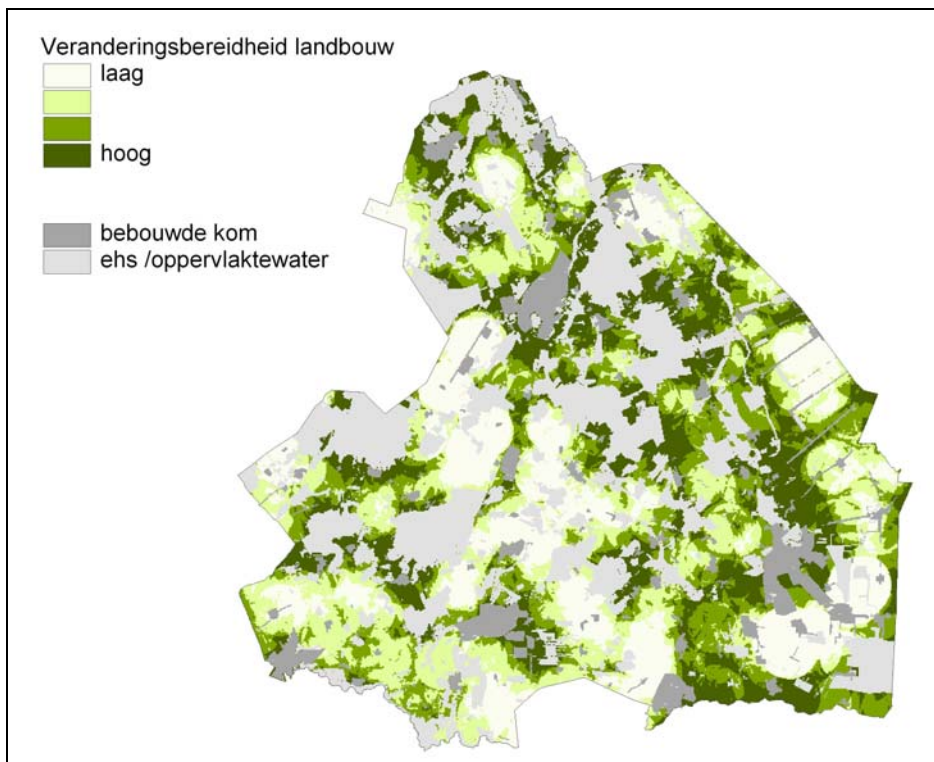 Veranderingsbereidheid landbouw
laag
hoog
bebouwde kom
ehs /oppervlaktewater